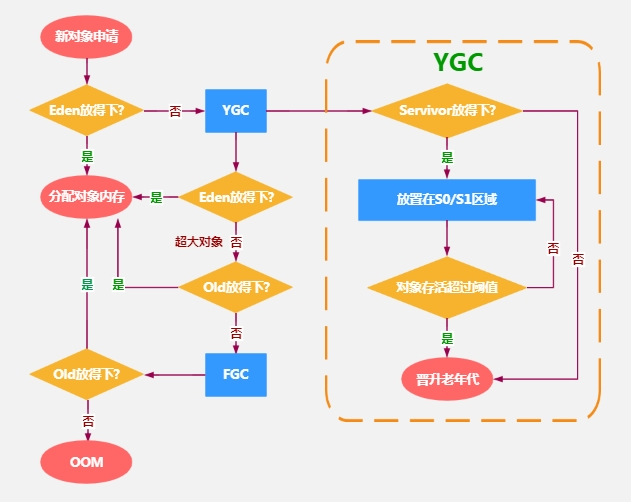 新对象申请
Eden放得下?
否
YGC
是
分配对象内存
是
Eden放得下?
超大对象
否
Old放得下?
是
是
否
Old放得下?
FGC
否
OOM
YGC
Servivor放得下?
是
放置在S0/S1区域
否
否
对象存活超过阈值
是
晋升老年代